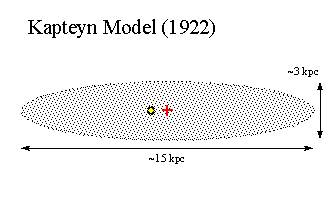 Kapteyn Model (1922)
~3 kpc
~15 kpc